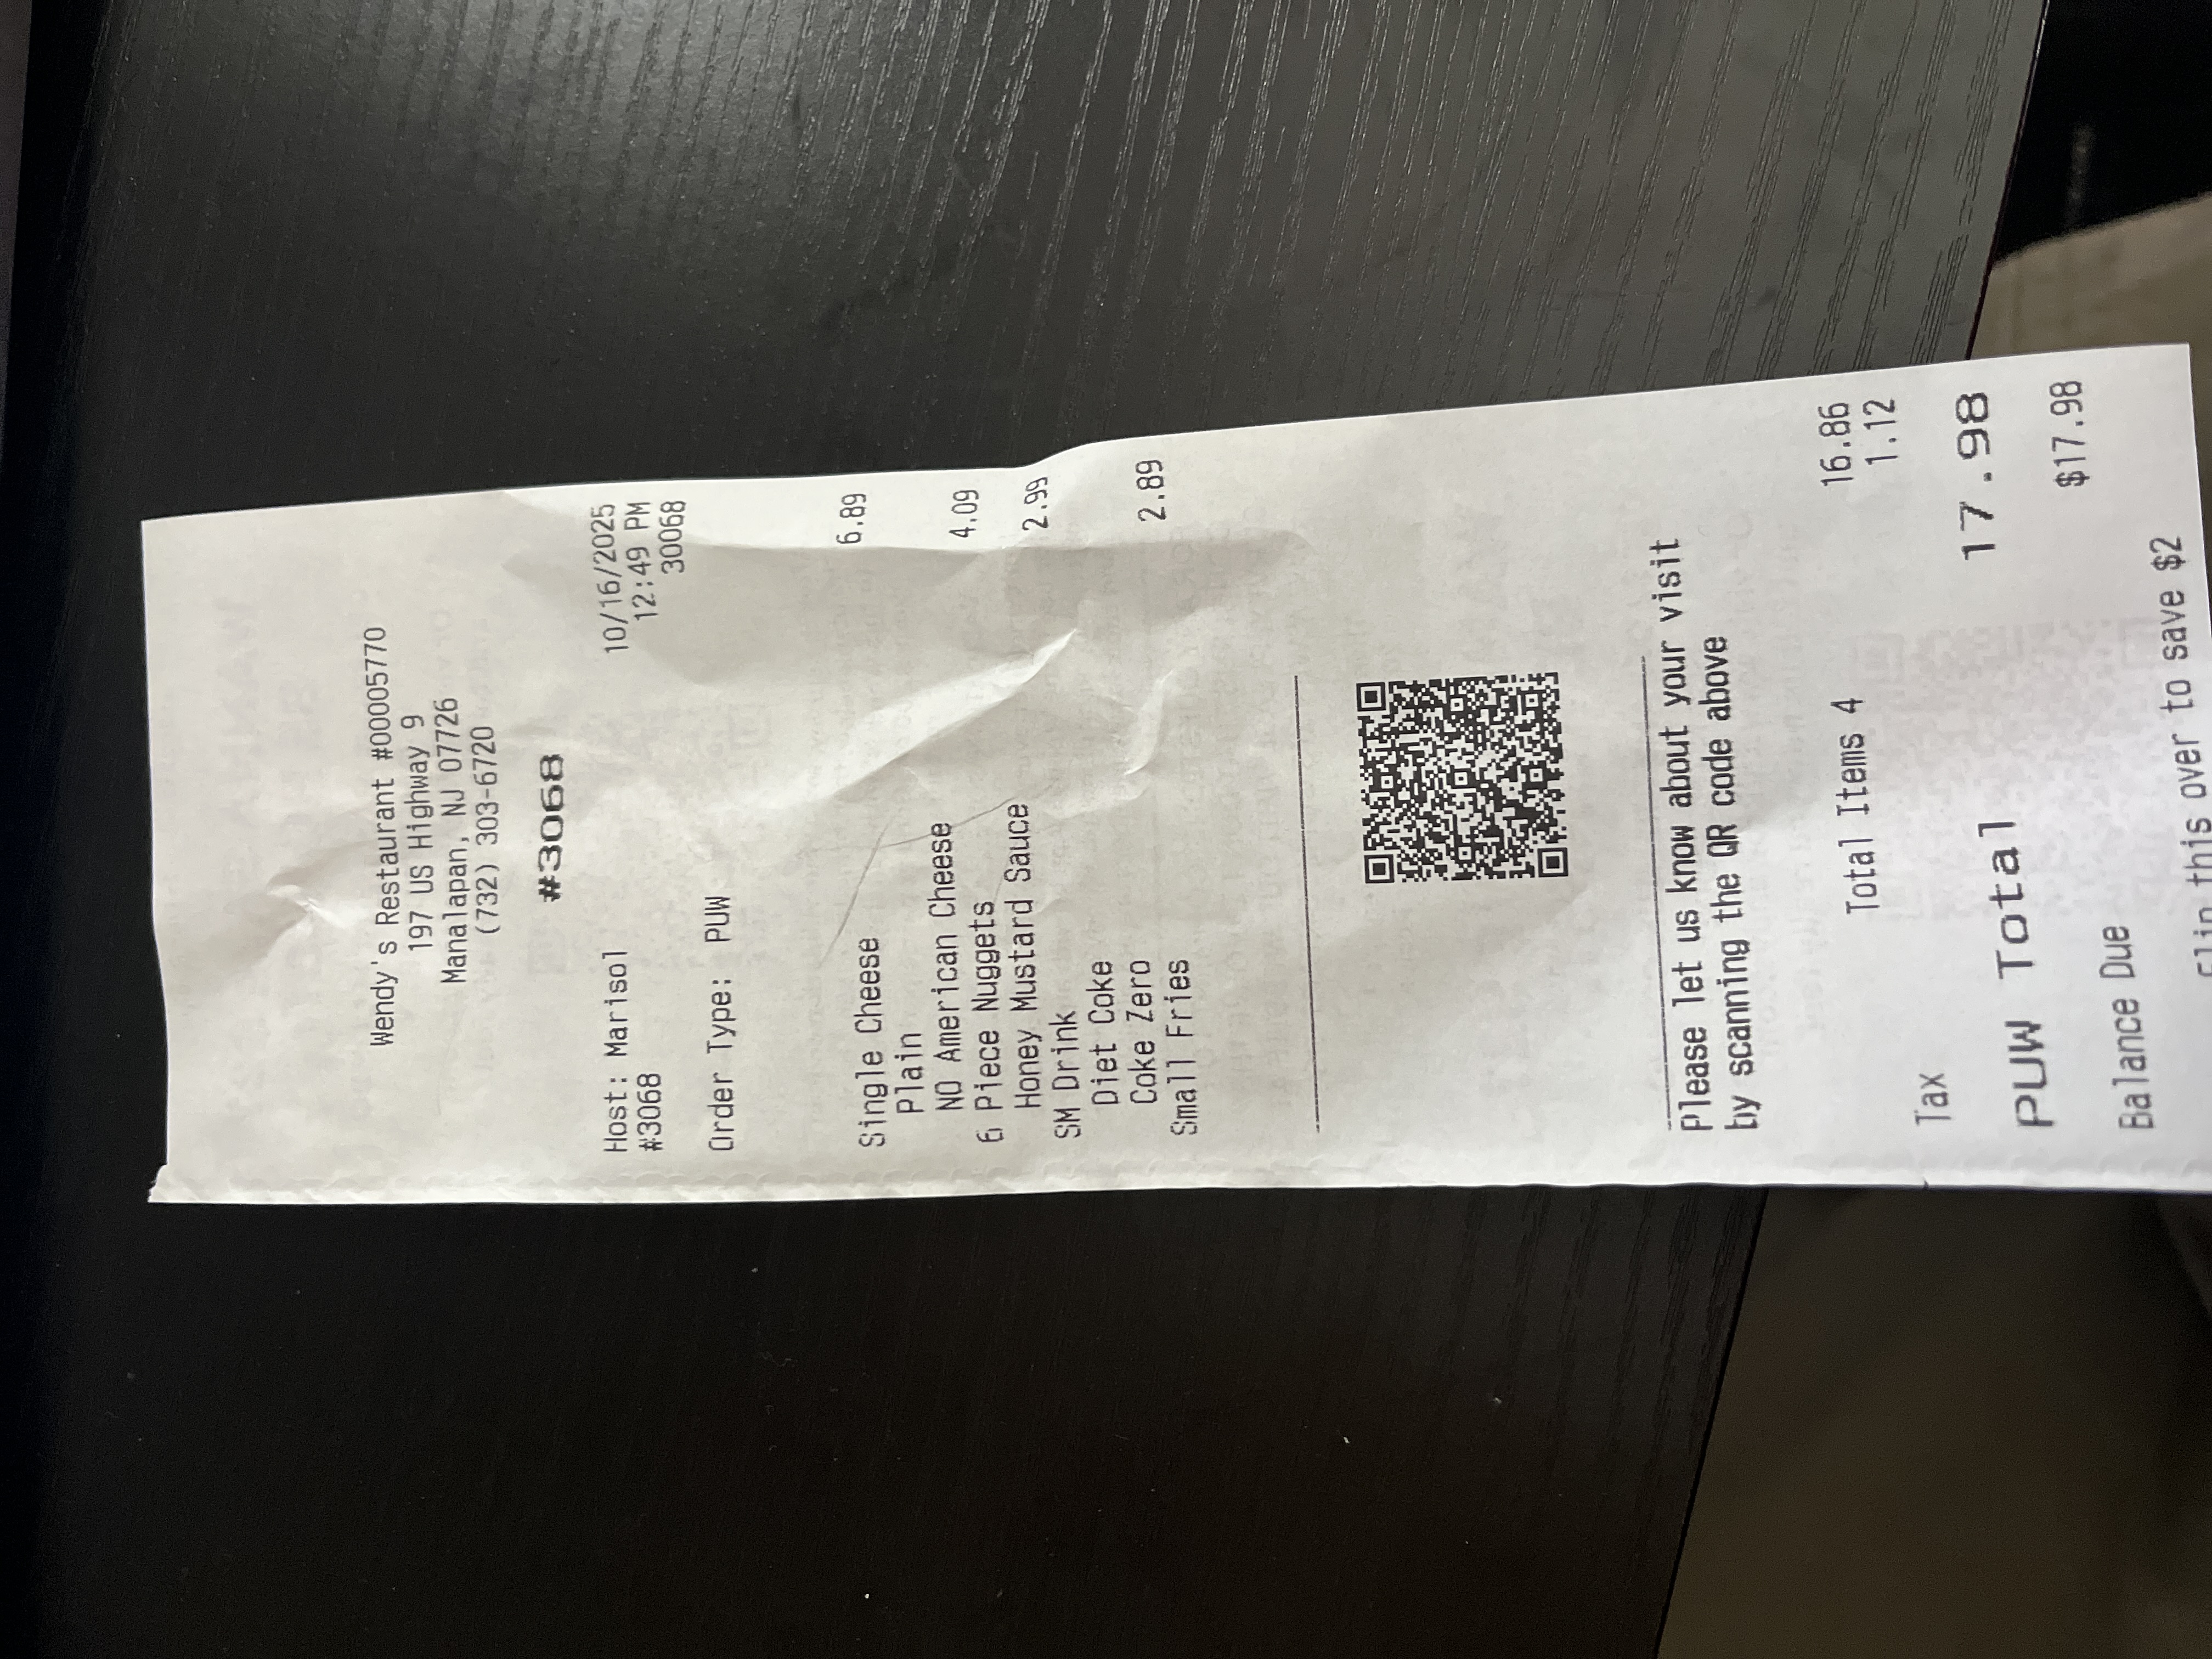 Wendy's Restaurant #00005770
197 US Highway 9
Manalapan, NJ 07726
(732) 303-6720
#3068
Host: Marisol 10/16/2025
#3068 12:49 PM
30068
Order Type: PUW
Single Cheese 6.89
Plain
NO American Cheese
6 Piece Nuggets 4.09
Honey Mustard Sauce
SM Drink 2.99
Diet Coke
Coke Zero
Small Fries 2.89
Please let us know about your visit
by scanning the QR code above
Total Items 4 16.86
Tax 1.12
PUW Total 17.98
Balance Due $17.98
Flip this over to save $2